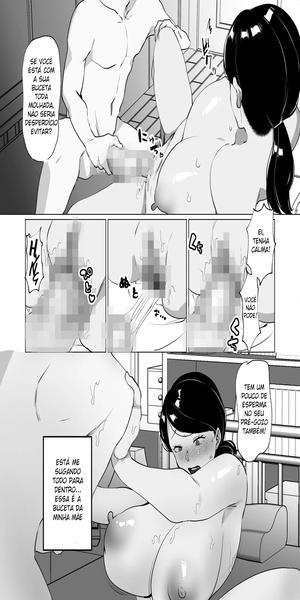 SE VOCÊ
ESTÁ COM
A SUA
BUCETA
TODA
MOLHADA,
NÃO SERIA
DESPERDÍCIO
EVITAR?
EI,
TENHA
CALMA!
VOCÊ
NÃO
PODE!
TEM UM
POUCO DE
ESPERMA
NO SEU
PRÉ-GOZO
TAMBÉM!
ESTÁ ME
SUGANDO
TODO PARA
DENTRO...
ESSA É A
BUCETA DA
MINHA MÃE